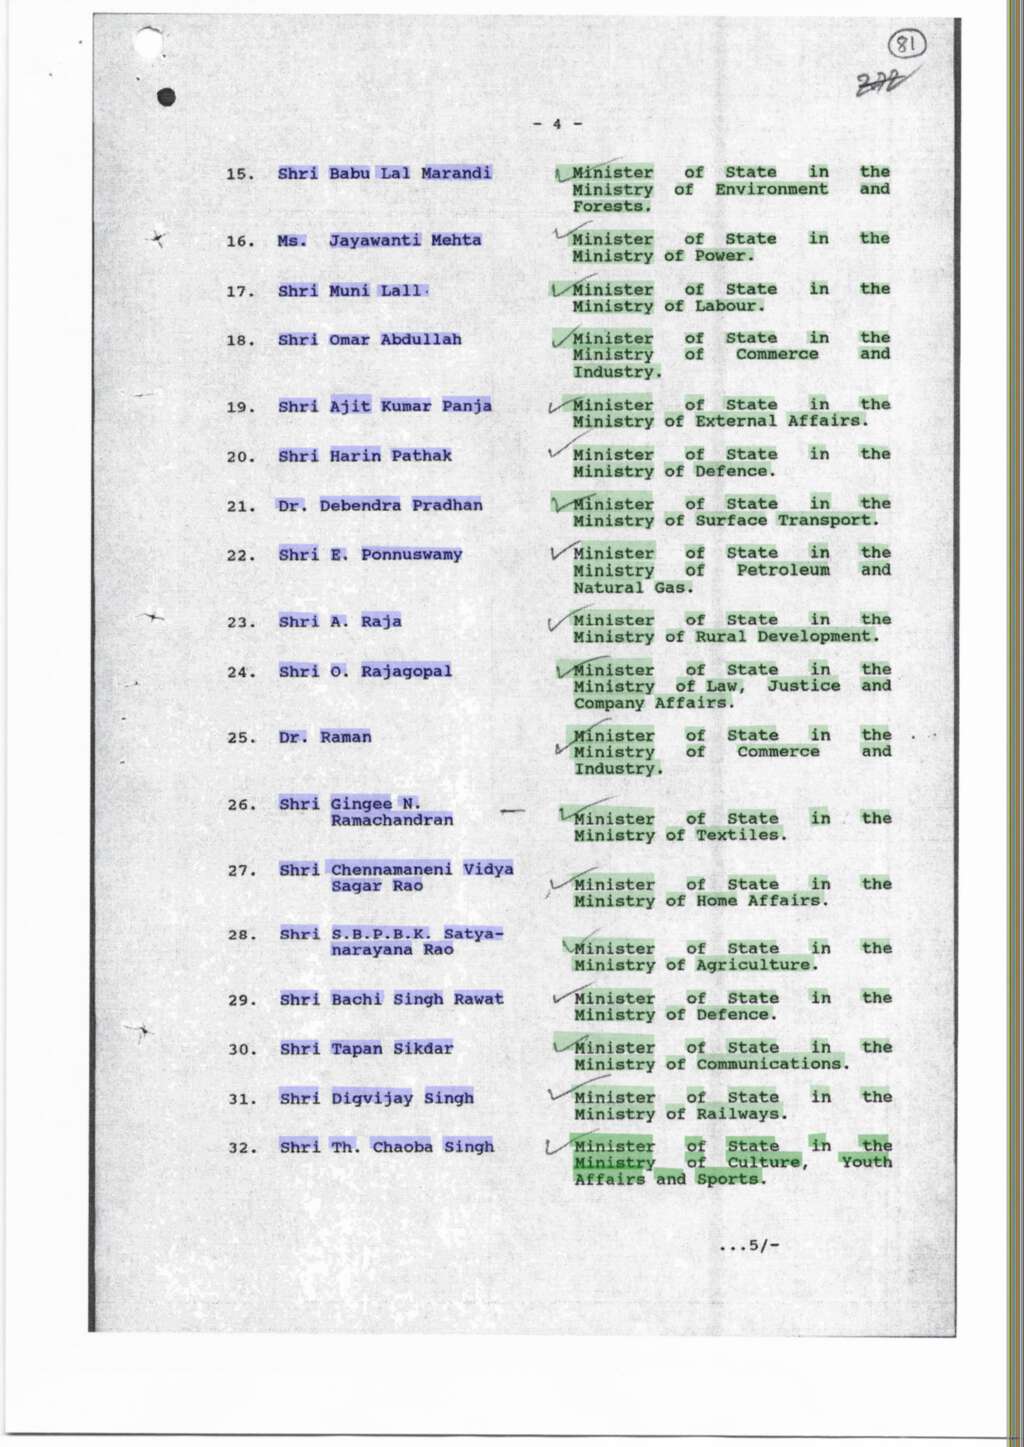 81
272
- 4 -
15. Shri Babu Lal Marandi Minister of State in the
Ministry of Environment and
Forests.
16. Ms. Jayawanti Mehta Minister of State in the
Ministry of Power.
17. Shri Muni Lall Minister of State in the
Ministry of Labour.
18. Shri Omar Abdullah Minister of State in the
Ministry of Commerce and
Industry.
19. Shri Ajit Kumar Panja Minister of State in the
Ministry of External Affairs.
20. Shri Harin Pathak Minister of State in the
Ministry of Defence.
21. Dr. Debendra Pradhan Minister of State in the
Ministry of Surface Transport.
22. Shri E. Ponnuswamy Minister of State in the
Ministry of Petroleum and
Natural Gas.
23. Shri A. Raja Minister of State in the
Ministry of Rural Development.
24. Shri O. Rajagopal Minister of State in the
Ministry of Law, Justice and
Company Affairs.
25. Dr. Raman Minister of State in the
Ministry of Commerce and
Industry.
26. Shri Gingee N.
Ramachandran Minister of State in the
Ministry of Textiles.
27. Shri Chennamaneni Vidya
Sagar Rao Minister of State in the
Ministry of Home Affairs.
28. Shri S.B.P.B.K. Satya-
narayana Rao Minister of State in the
Ministry of Agriculture.
29. Shri Bachi Singh Rawat Minister of State in the
Ministry of Defence.
30. Shri Tapan Sikdar Minister of State in the
Ministry of Communications.
31. Shri Digvijay Singh Minister of State in the
Ministry of Railways.
32. Shri Th. Chaoba Singh Minister of State in the
Ministry of Culture, Youth
Affairs and Sports.
...5/-